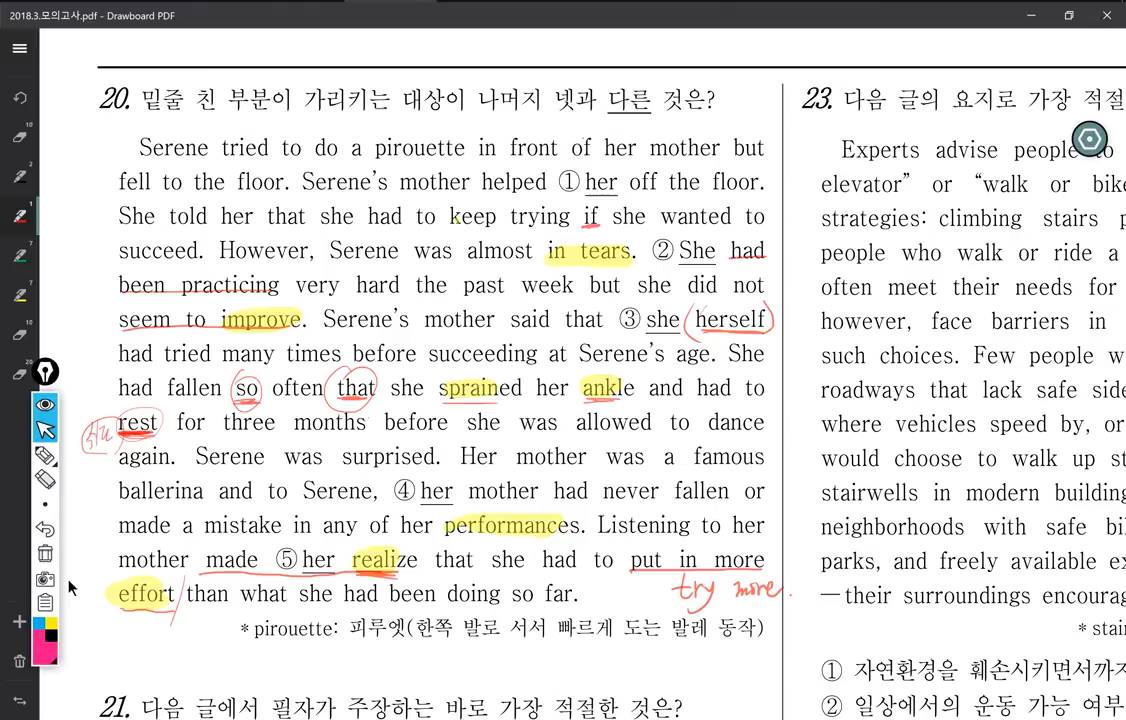 2018.3.모의고사.pdf - Drawboard PDF
20. 밑줄 친 부분이 가리키는 대상이 나머지 넷과 다른 것은?
Serene tried to do a pirouette in front of her mother but
fell to the floor. Serene's mother helped ① her off the floor.
She told her that she had to keep trying if she wanted to
succeed. However, Serene was almost in tears. ② She had
been practicing very hard the past week but she did not
seem to improve. Serene's mother said that ③ she herself
had tried many times before succeeding at Serene's age. She
had fallen so often that she sprained her ankle and had to
rest for three months before she was allowed to dance
again. Serene was surprised. Her mother was a famous
ballerina and to Serene, ④ her mother had never fallen or
made a mistake in any of her performances. Listening to her
mother made ⑤ her realize that she had to put in more
effort than what she had been doing so far.
try more.
* pirouette: 피루엣(한쪽 발로 서서 빠르게 도는 발레 동작)
21. 다음 글에서 필자가 주장하는 바로 가장 적절한 것은?
23. 다음 글의 요지로 가장 적절
Experts advise people to
elevator" or "walk or bik
strategies: climbing stairs p
people who walk or ride a
often meet their needs for
however, face barriers in
such choices. Few people w
roadways that lack safe side
where vehicles speed by, or
would choose to walk up st
stairwells in modern building
neighborhoods with safe bi
parks, and freely available ex
—their surroundings encourag
* stair
① 자연환경을 훼손시키면서까지
② 일상에서의 운동 가능 여부